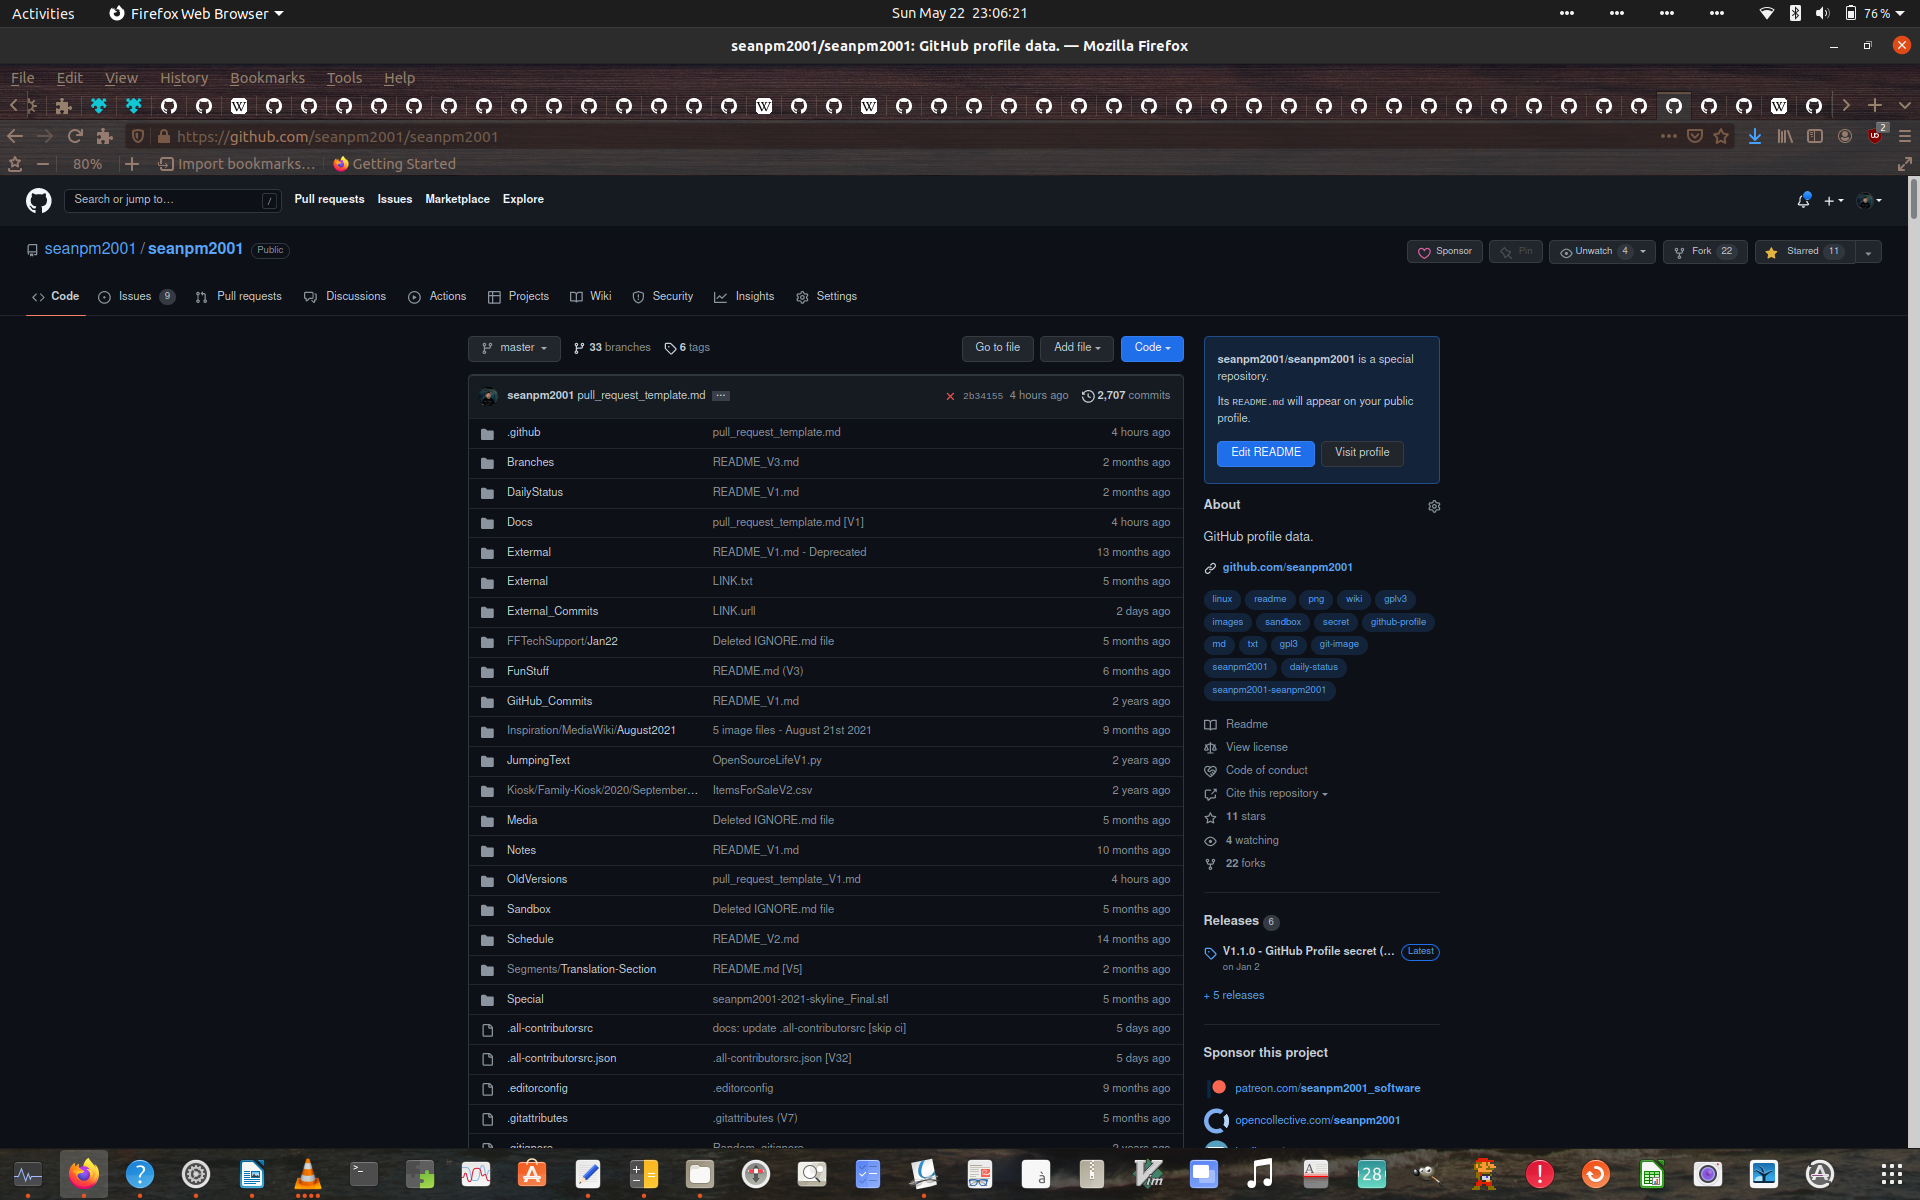 Activities Firefox Web Browser Sun May 22 23:06:21 76%
seanpm2001/seanpm2001: GitHub profile data. — Mozilla Firefox
File Edit View History Bookmarks Tools Help
https://github.com/seanpm2001/seanpm2001 2
80% Import bookmarks... Getting Started
Search or jump to... / Pull requests Issues Marketplace Explore
seanpm2001 / seanpm2001 Public Sponsor Pin Unwatch 4 Fork 22 Starred 11
Code Issues 9 Pull requests Discussions Actions Projects Wiki Security Insights Settings
master 33 branches 6 tags Go to file Add file Code
seanpm2001 pull_request_template.md ... 2b34155 4 hours ago 2,707 commits
.github pull_request_template.md 4 hours ago
Branches README_V3.md 2 months ago
DailyStatus README_V1.md 2 months ago
Docs pull_request_template.md [V1] 4 hours ago
Extermal README_V1.md - Deprecated 13 months ago
External LINK.txt 5 months ago
External_Commits LINK.urll 2 days ago
FFTechSupport/Jan22 Deleted IGNORE.md file 5 months ago
FunStuff README.md (V3) 6 months ago
GitHub_Commits README_V1.md 2 years ago
Inspiration/MediaWiki/August2021 5 image files - August 21st 2021 9 months ago
JumpingText OpenSourceLifeV1.py 2 years ago
Kiosk/Family-Kiosk/2020/September... ItemsForSaleV2.csv 2 years ago
Media Deleted IGNORE.md file 5 months ago
Notes README_V1.md 10 months ago
OldVersions pull_request_template_V1.md 4 hours ago
Sandbox Deleted IGNORE.md file 5 months ago
Schedule README_V2.md 14 months ago
Segments/Translation-Section README.md [V5] 2 months ago
Special seanpm2001-2021-skyline_Final.stl 5 months ago
.all-contributorsrc docs: update .all-contributorsrc [skip ci] 5 days ago
.all-contributorsrc.json .all-contributorsrc.json [V32] 5 days ago
.editorconfig .editorconfig 9 months ago
.gitattributes .gitattributes (V7) 5 months ago
.gitignore Random .gitignore 2 years ago
seanpm2001/seanpm2001 is a special
repository.
Its README.md will appear on your public
profile.
Edit README Visit profile
About
GitHub profile data.
github.com/seanpm2001
linux readme png wiki gplv3
images sandbox secret github-profile
md txt gpl3 git-image
seanpm2001 daily-status
seanpm2001-seanpm2001
Readme
View license
Code of conduct
Cite this repository
11 stars
4 watching
22 forks
Releases 6
V1.1.0 - GitHub Profile secret (... Latest
on Jan 2
+ 5 releases
Sponsor this project
patreon.com/seanpm2001_software
opencollective.com/seanpm2001
28